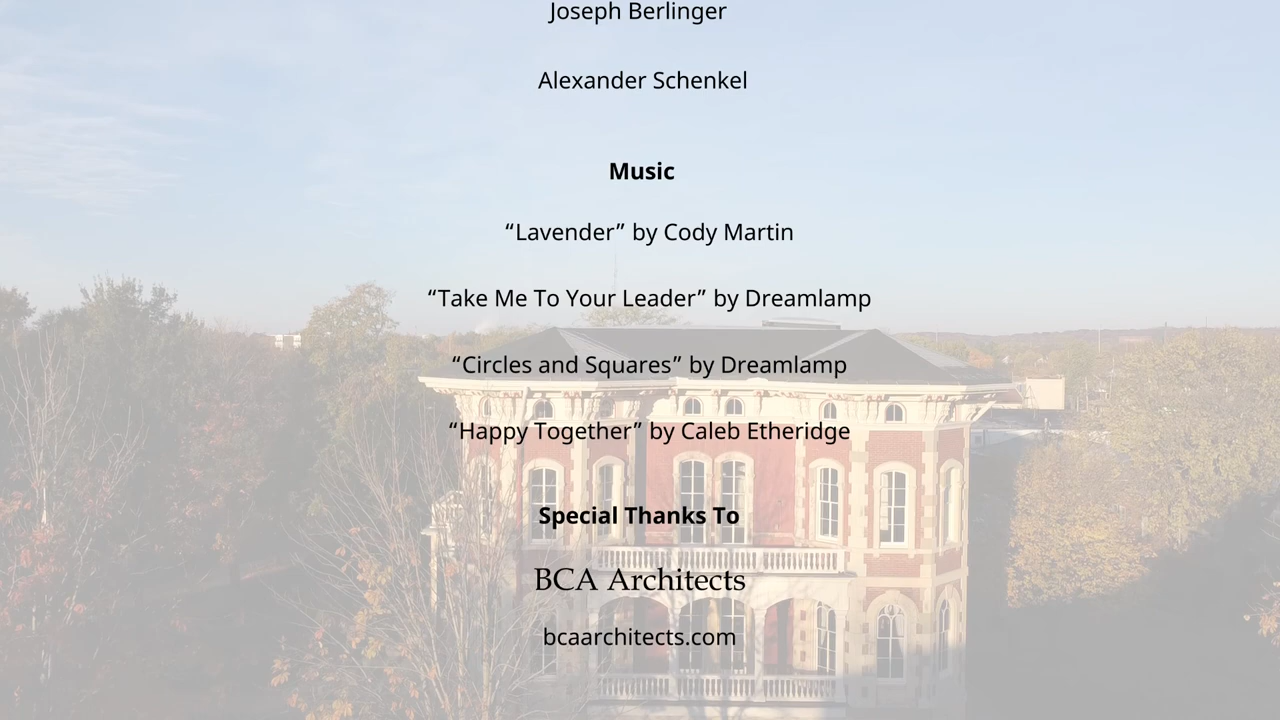 Joseph Berlinger
Alexander Schenkel
Music
“Lavender” by Cody Martin
“Take Me To Your Leader” by Dreamlamp
“Circles and Squares” by Dreamlamp
“Happy Together” by Caleb Etheridge
Special Thanks To
BCA Architects
bcaarchitects.com